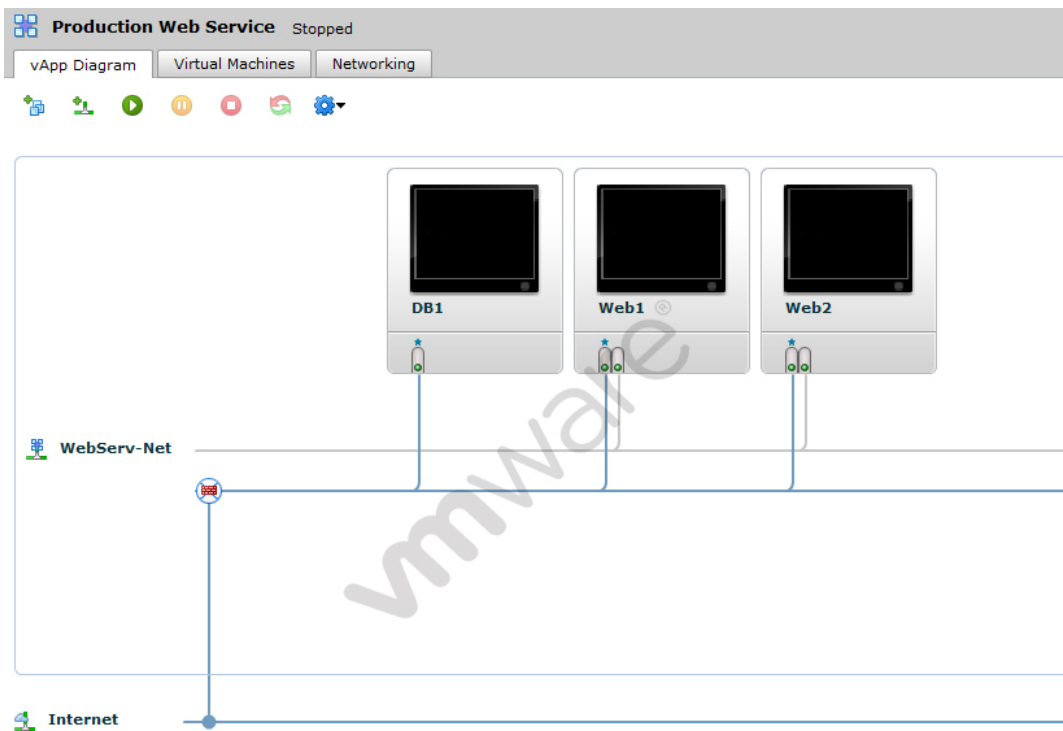 Production Web Service Stopped
vApp Diagram Virtual Machines Networking
DB1 Web1 Web2
WebServ-Net
Internet
vmware®